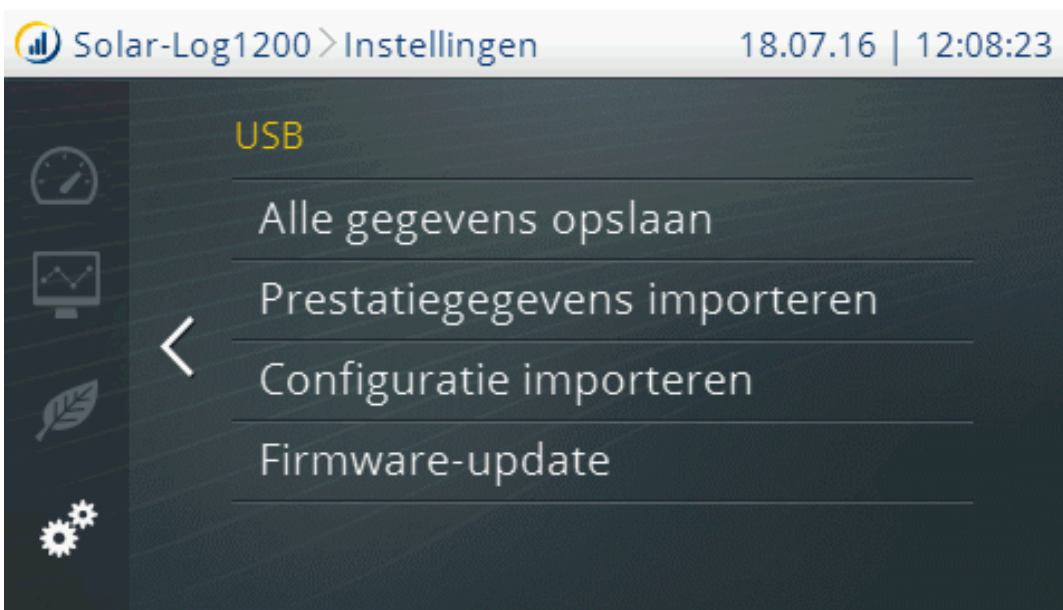 Solar-Log1200 > Instellingen 18.07.16 | 12:08:23
USB
Alle gegevens opslaan
Prestatiegegevens importeren
Configuratie importeren
Firmware-update